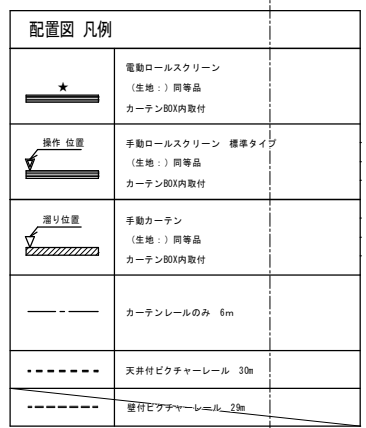 配置図 凡例
★
電動ロールスクリーン
（生地：）同等品
カーテンBOX内取付
操作 位置
手動ロールスクリーン 標準タイプ
（生地：）同等品
カーテンBOX内取付
溜り位置
手動カーテン
（生地：）同等品
カーテンBOX内取付
カーテンレールのみ 6m
天井付ピクチャーレール 30m
壁付ピクチャーレール 29m